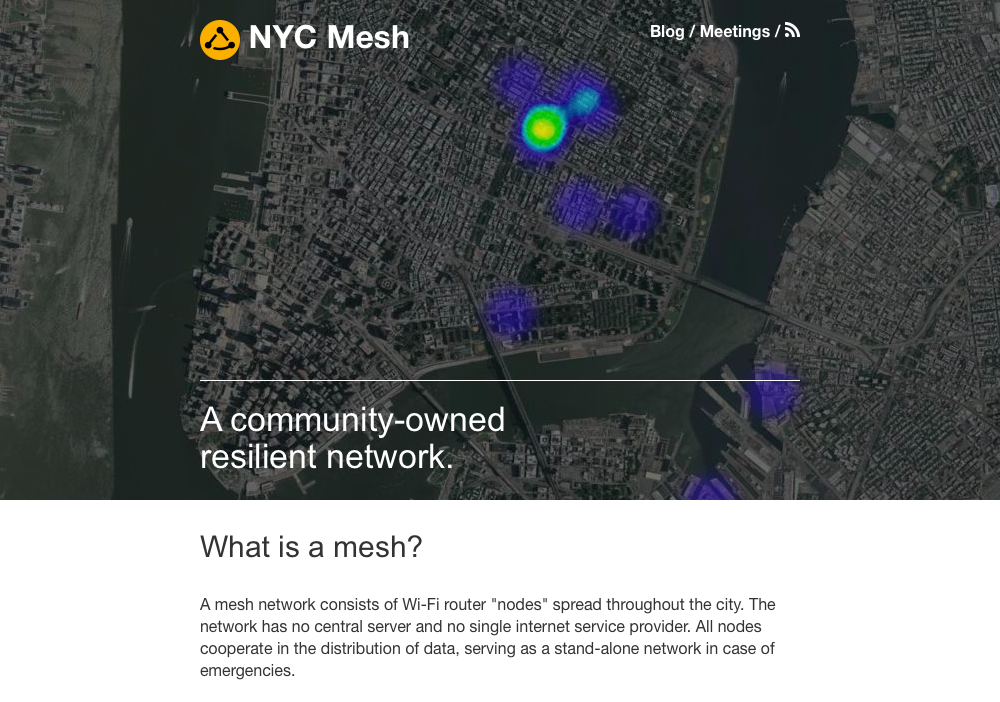 NYC Mesh
Blog / Meetings /
A community-owned
resilient network.
What is a mesh?
A mesh network consists of Wi-Fi router "nodes" spread throughout the city. The
network has no central server and no single internet service provider. All nodes
cooperate in the distribution of data, serving as a stand-alone network in case of
emergencies.